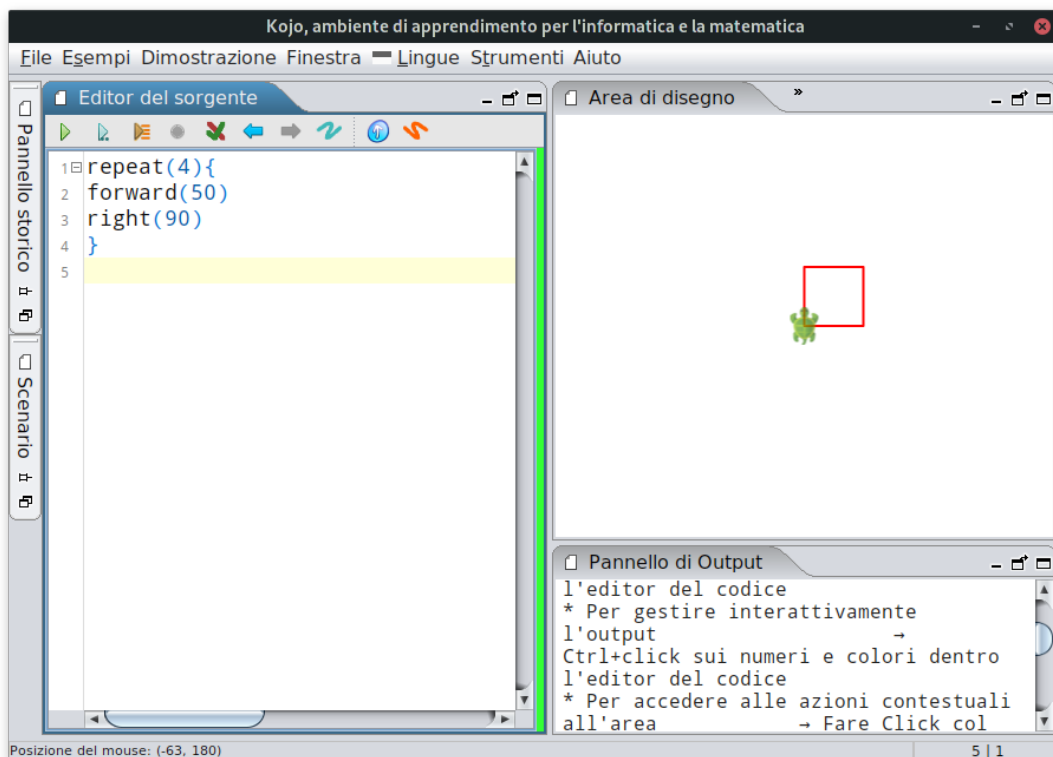 Kojo, ambiente di apprendimento per l'informatica e la matematica
File Esempi Dimostrazione Finestra Lingue Strumenti Aiuto
Pannello storico
Scenario
Editor del sorgente
1 repeat(4){
2 forward(50)
3 right(90)
4 }
5
Area di disegno »
Pannello di Output
l'editor del codice
* Per gestire interattivamente
l'output →
Ctrl+click sui numeri e colori dentro
l'editor del codice
* Per accedere alle azioni contestuali
all'area → Fare Click col
Posizione del mouse: (-63, 180)
5 | 1